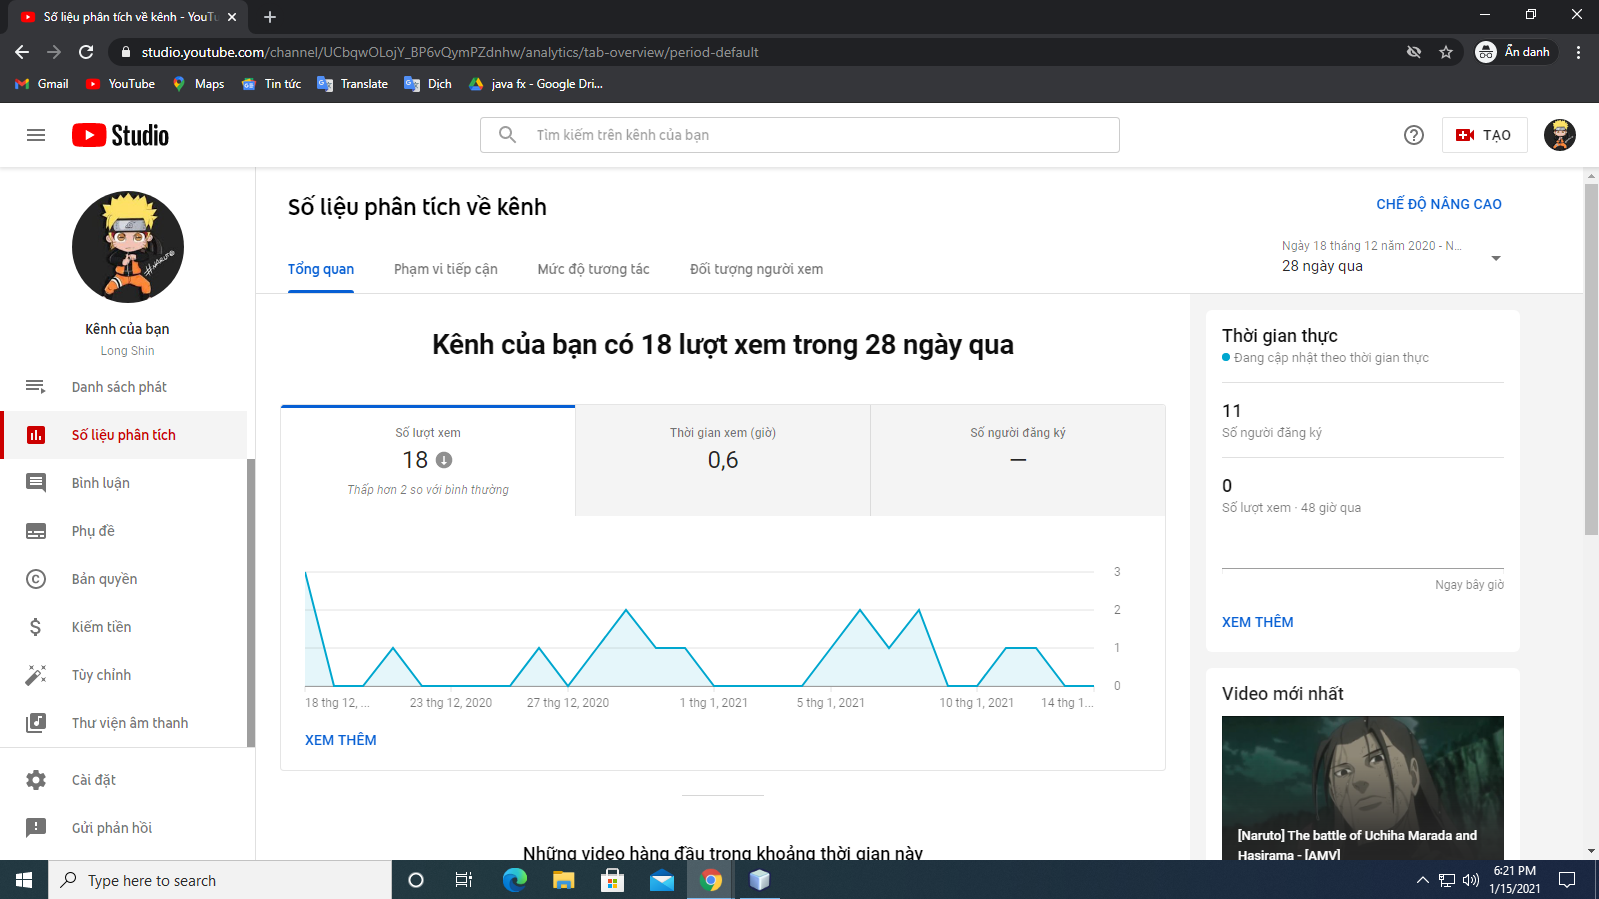 Số liệu phân tích về kênh - YouTu
studio.youtube.com/channel/UCbqwOLojY_BP6vQymPZdnhw/analytics/tab-overview/period-default
Ẩn danh
Gmail
YouTube
Maps
Tin tức
Translate
Dịch
java fx - Google Dri...
Studio
Tìm kiếm trên kênh của bạn
TẠO
Kênh của bạn
Long Shin
Danh sách phát
Số liệu phân tích
Bình luận
Phụ đề
Bản quyền
Kiếm tiền
Tùy chỉnh
Thư viện âm thanh
Cài đặt
Gửi phản hồi
Số liệu phân tích về kênh
CHẾ ĐỘ NÂNG CAO
Tổng quan
Phạm vi tiếp cận
Mức độ tương tác
Đối tượng người xem
Ngày 18 tháng 12 năm 2020 - N...
28 ngày qua
Kênh của bạn có 18 lượt xem trong 28 ngày qua
Số lượt xem
18
Thấp hơn 2 so với bình thường
Thời gian xem (giờ)
0,6
Số người đăng ký
—
3
2
1
0
18 thg 12, ...
23 thg 12, 2020
27 thg 12, 2020
1 thg 1, 2021
5 thg 1, 2021
10 thg 1, 2021
14 thg 1...
XEM THÊM
Những video hàng đầu trong khoảng thời gian này
Thời gian thực
Đang cập nhật theo thời gian thực
11
Số người đăng ký
0
Số lượt xem · 48 giờ qua
Ngay bây giờ
XEM THÊM
Video mới nhất
[Naruto] The battle of Uchiha Marada and
Hasirama - [AMV]
Type here to search
6:21 PM
1/15/2021